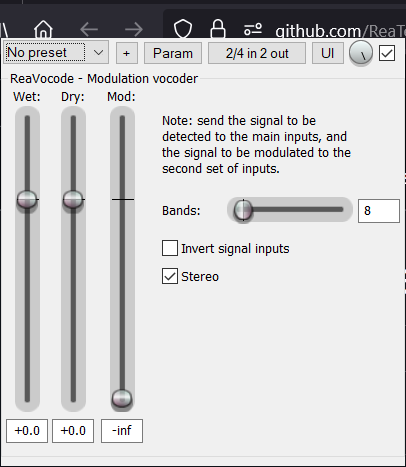 github.com/ReaTe
No preset
+
Param
2/4 in 2 out
UI
ReaVocode - Modulation vocoder
Wet: Dry: Mod:
Note: send the signal to be
detected to the main inputs, and
the signal to be modulated to the
second set of inputs.
Bands: 8
Invert signal inputs
Stereo
+0.0 +0.0 -inf